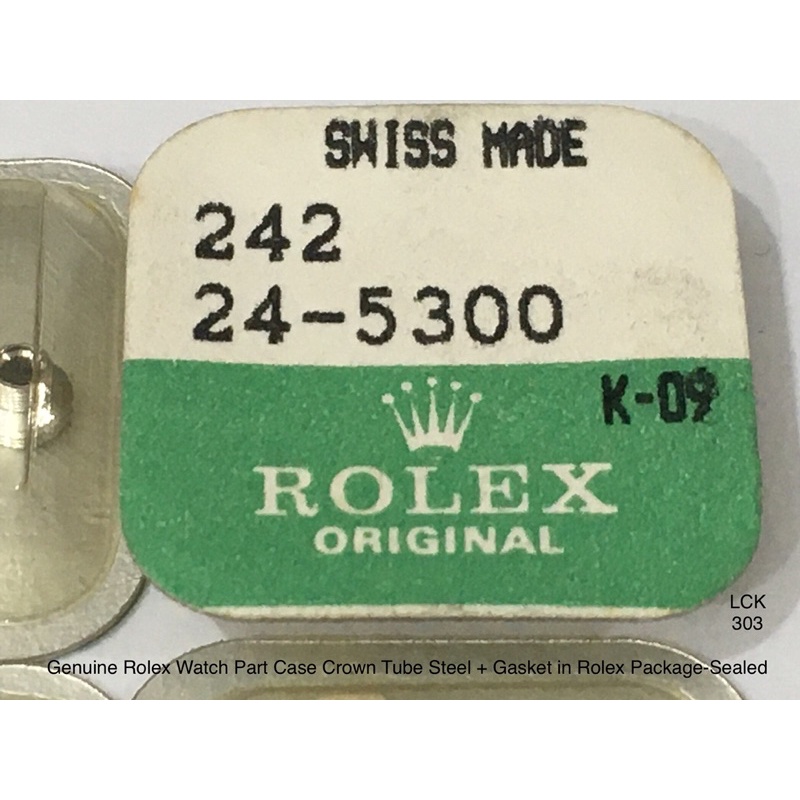 SWISS MADE
242
24-5300
K-09
ROLEX
ORIGINAL
LCK
303
Genuine Rolex Watch Part Case Crown Tube Steel + Gasket in Rolex Package-Sealed